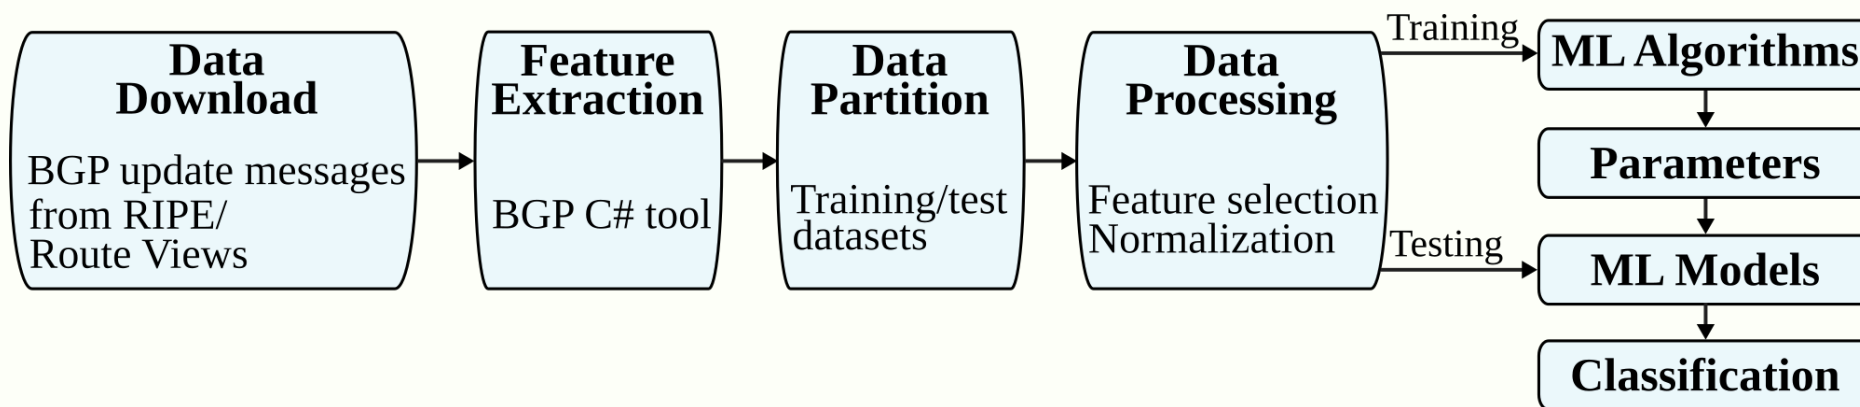 Data
Download
BGP update messages
from RIPE/
Route Views
Feature
Extraction
BGP C# tool
Data
Partition
Training/test
datasets
Data
Processing
Feature selection
Normalization
Training
Testing
ML Algorithms
Parameters
ML Models
Classification